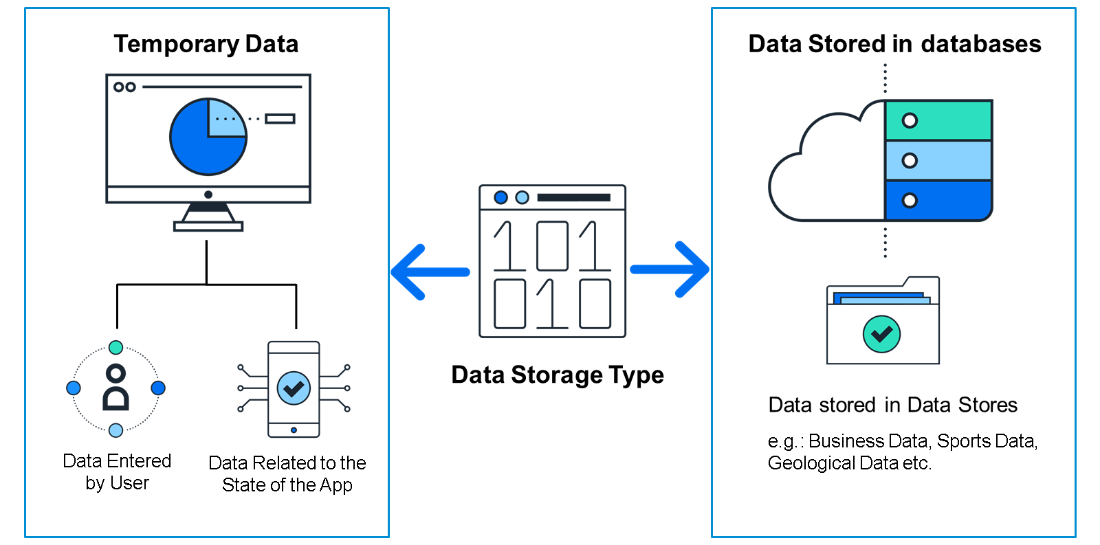 Temporary Data
Do
Data Entered
by User
Data Related to the
State of the App
101
010
Data Storage Type
Data Stored in databases
Data stored in Data Stores
e.g.: Business Data, Sports Data,
Geological Data etc.